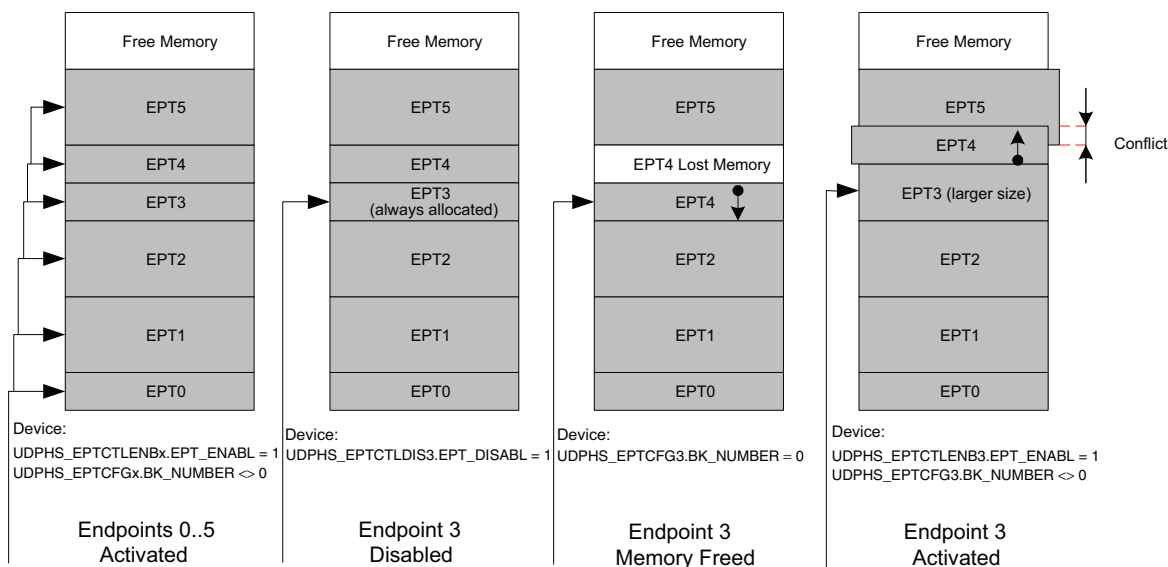 Free Memory
EPT5
EPT4
EPT3
EPT2
EPT1
EPT0
Device:
UDPHS_EPTCTLENBx.EPT_ENABL = 1
UDPHS_EPTCFGx.BK_NUMBER <> 0
Endpoints 0..5
Activated
Free Memory
EPT5
EPT4
EPT3
(always allocated)
EPT2
EPT1
EPT0
Device:
UDPHS_EPTCTLDIS3.EPT_DISABL = 1
Endpoint 3
Disabled
Free Memory
EPT5
EPT4 Lost Memory
EPT4
EPT2
EPT1
EPT0
Device:
UDPHS_EPTCFG3.BK_NUMBER = 0
Endpoint 3
Memory Freed
Free Memory
EPT5
EPT4
Conflict
EPT3 (larger size)
EPT2
EPT1
EPT0
Device:
UDPHS_EPTCTLENB3.EPT_ENABL = 1
UDPHS_EPTCFG3.BK_NUMBER <> 0
Endpoint 3
Activated